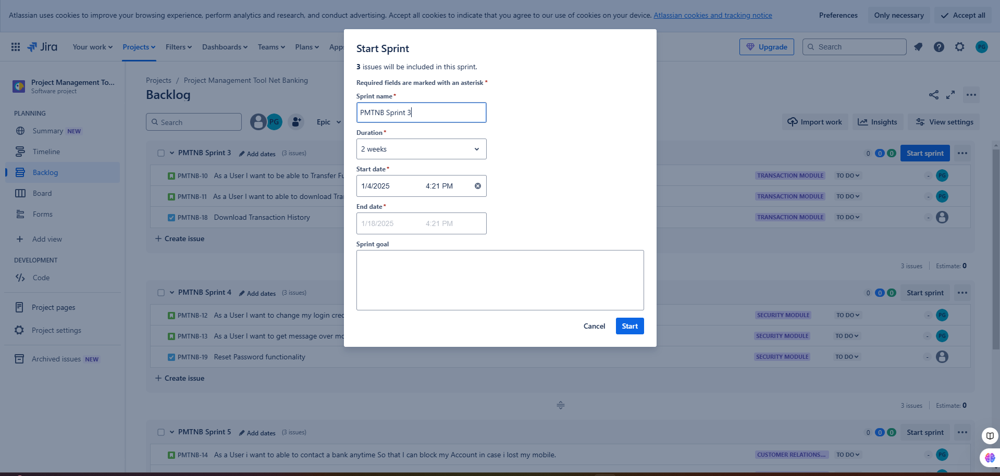 Atlassian uses cookies to improve your browsing experience, perform analytics and research, and conduct advertising. Accept all cookies to indicate that you agree to our use of cookies on your device. Atlassian cookies and tracking notice
Preferences
Only necessary
Accept all
Jira
Your work
Projects
Filters
Dashboards
Teams
Plans
Apps
Upgrade
Search
PG
Project Management To...
Software project
PLANNING
Summary NEW
Timeline
Backlog
Board
Forms
Add view
DEVELOPMENT
Code
Project pages
Project settings
Archived issues NEW
Projects / Project Management Tool Net Banking
Backlog
Search
PG
Epic
Import work
Insights
View settings
PMTNB Sprint 3 Add dates (3 issues)
0 0 0 Start sprint
PMTNB-10 As a User I want to be able to Transfer Fu
TRANSACTION MODULE TO DO - PG
PMTNB-11 As a User I want to able to download Tra
TRANSACTION MODULE TO DO - PG
PMTNB-18 Download Transaction History
TRANSACTION MODULE TO DO -
Create issue
3 issues Estimate: 0
PMTNB Sprint 4 Add dates (3 issues)
0 0 0 Start sprint
PMTNB-12 As a User I want to change my login cred
SECURITY MODULE TO DO - PG
PMTNB-13 As a User I want to get message over mo
SECURITY MODULE TO DO - PG
PMTNB-19 Reset Password functionality
SECURITY MODULE TO DO -
Create issue
3 issues Estimate: 0
PMTNB Sprint 5 Add dates (3 issues)
0 0 0 Start sprint
PMTNB-14 As a User i want to able to contact a bank anytime So that I can block my Account in case i lost my mobile.
CUSTOMER RELATIONS... TO DO - PG
Start Sprint
3 issues will be included in this sprint.
Required fields are marked with an asterisk *
Sprint name*
PMTNB Sprint 3
Duration*
2 weeks
Start date*
1/4/2025 4:21 PM
End date*
1/18/2025 4:21 PM
Sprint goal
Cancel
Start